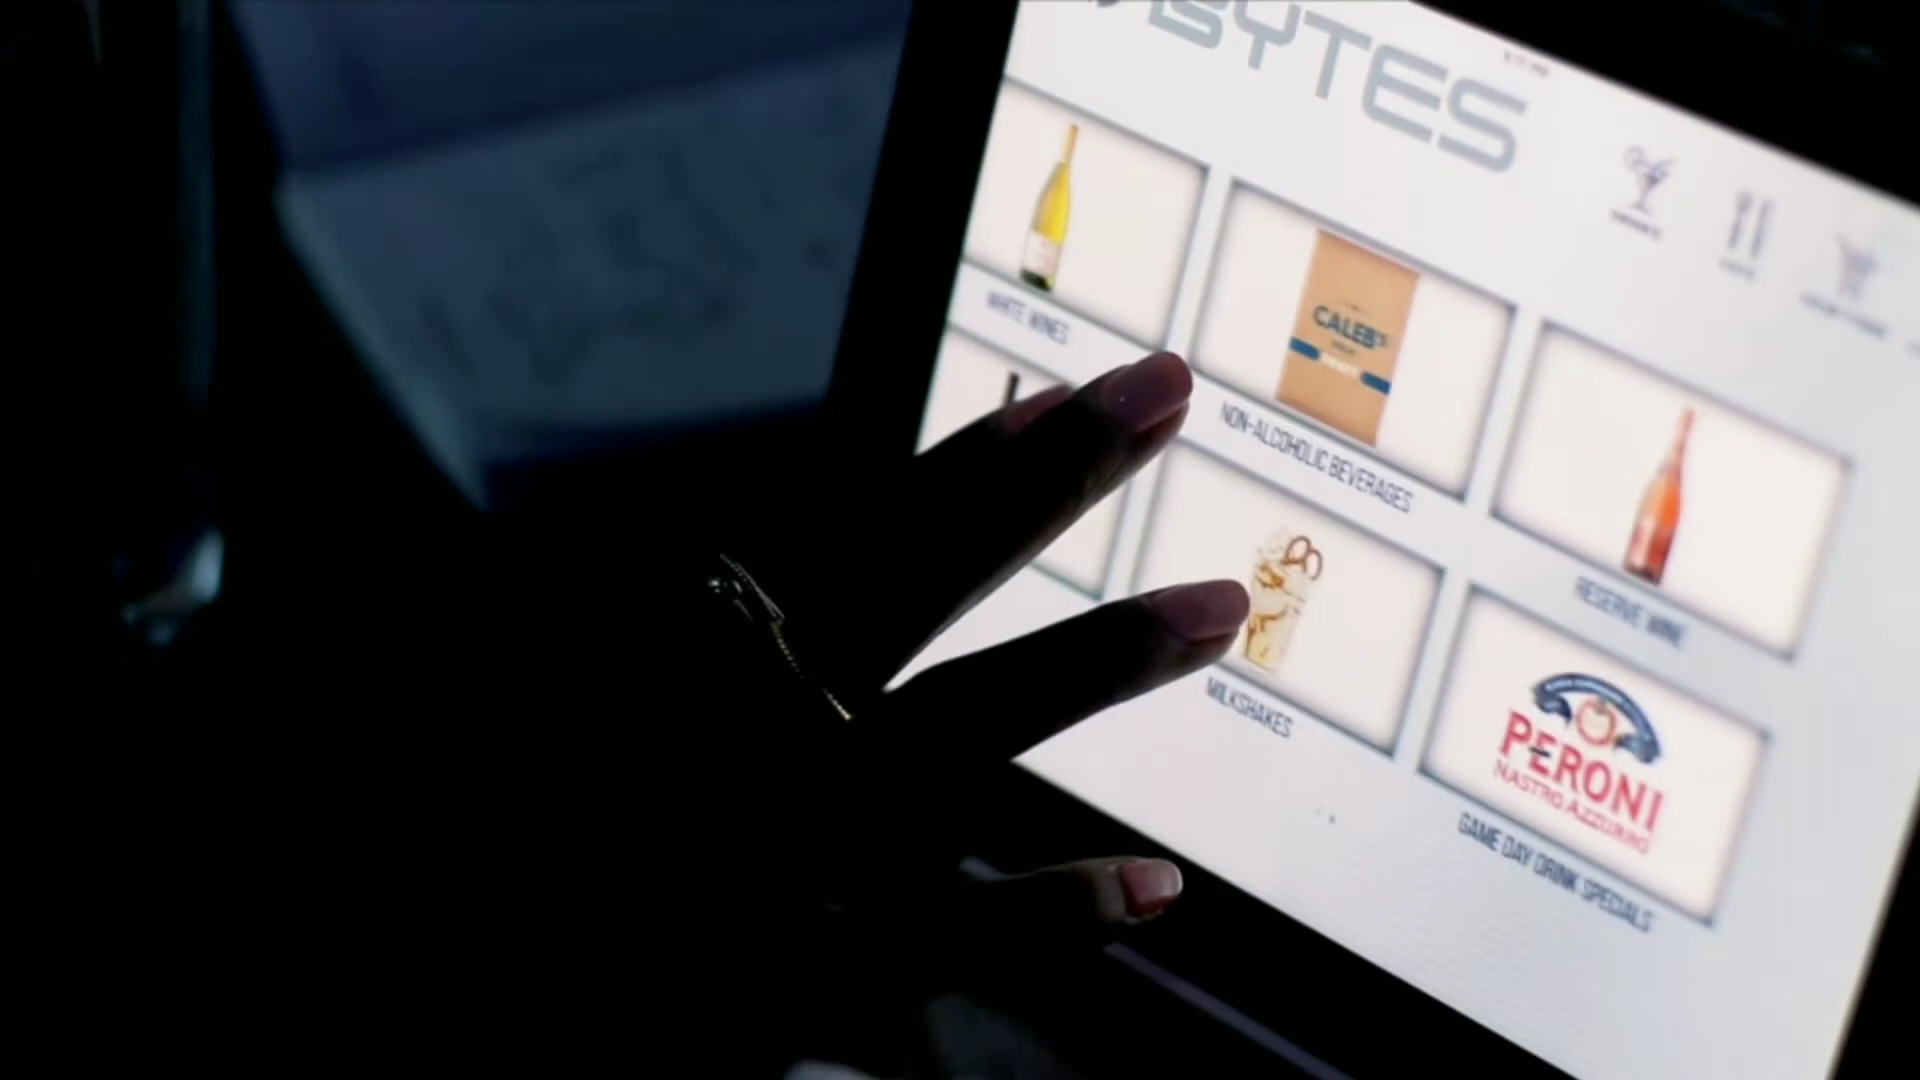 BYTES
WHITE WINES
CALEB'S
NON-ALCOHOLIC BEVERAGES
RESERVE WINE
MILKSHAKES
PERONI
NASTRO AZZURRO
GAME DAY DRINK SPECIALS